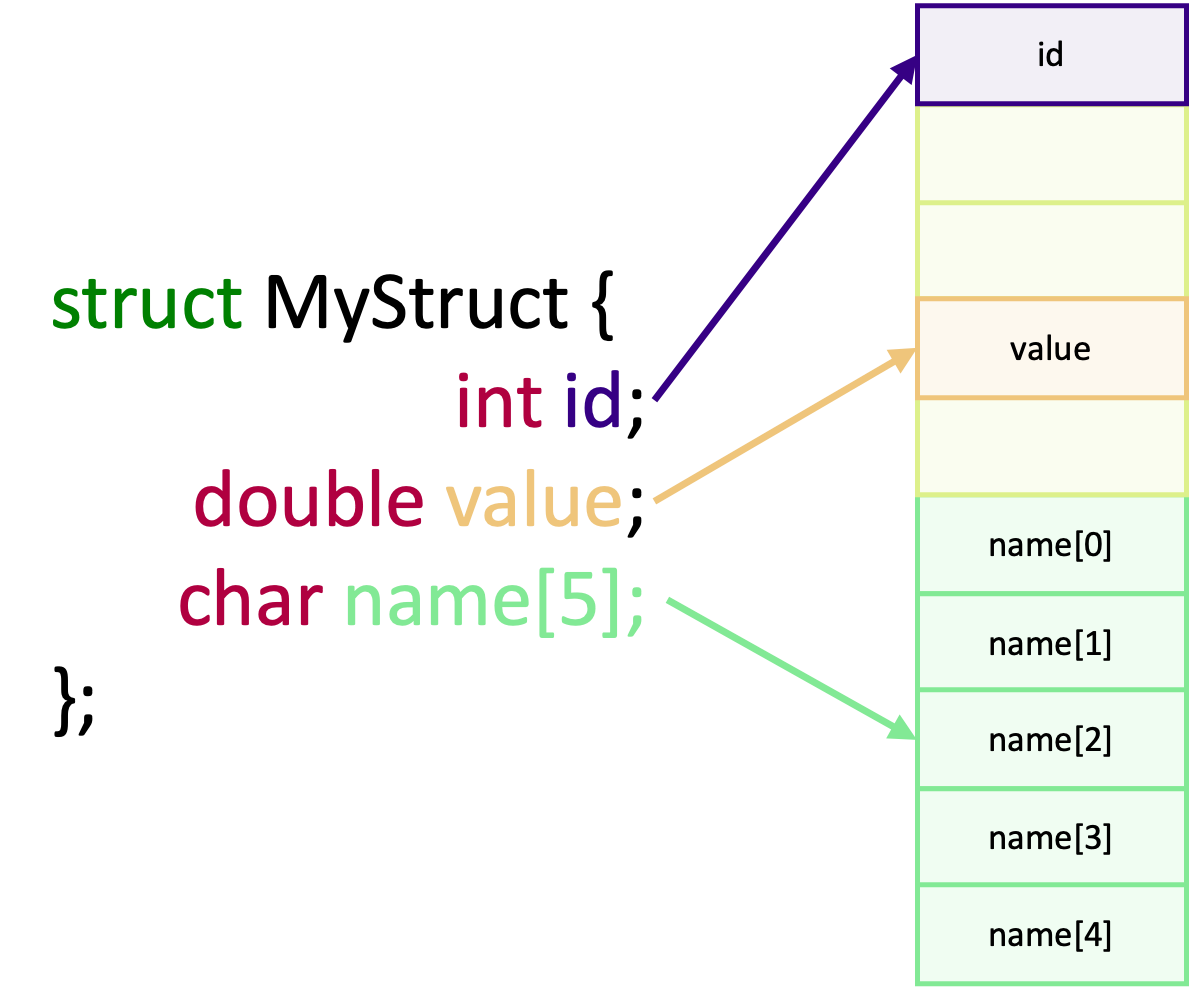 struct MyStruct {
int id;
double value;
char name[5];
};
id
value
name[0]
name[1]
name[2]
name[3]
name[4]